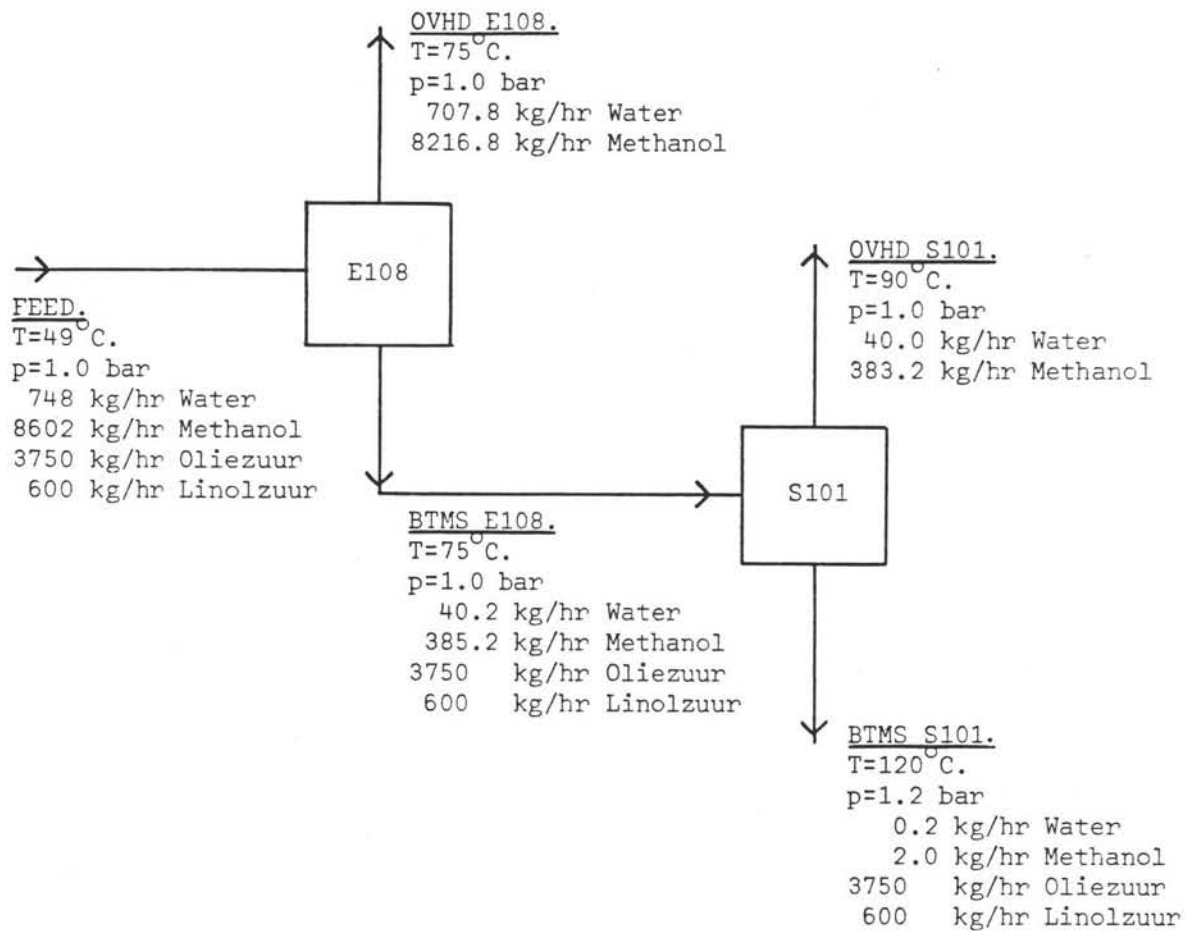 OVHD E108.
T=75°C.
p=1.0 bar
707.8 kg/hr Water
8216.8 kg/hr Methanol
E108
FEED.
T=49°C.
p=1.0 bar
748 kg/hr Water
8602 kg/hr Methanol
3750 kg/hr Oliezuur
600 kg/hr Linolzuur
OVHD S101.
T=90°C.
p=1.0 bar
40.0 kg/hr Water
383.2 kg/hr Methanol
S101
BTMS E108.
T=75°C.
p=1.0 bar
40.2 kg/hr Water
385.2 kg/hr Methanol
3750 kg/hr Oliezuur
600 kg/hr Linolzuur
BTMS S101.
T=120°C.
p=1.2 bar
0.2 kg/hr Water
2.0 kg/hr Methanol
3750 kg/hr Oliezuur
600 kg/hr Linolzuur